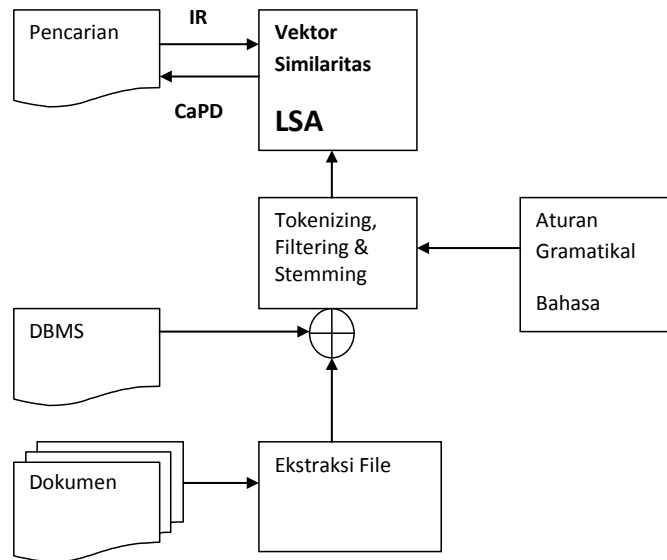 IR
Pencarian
Vektor
Similaritas
LSA
CaPD
Tokenizing,
Filtering &
Stemming
Aturan
Gramatikal
Bahasa
DBMS
Dokumen
Ekstraksi File